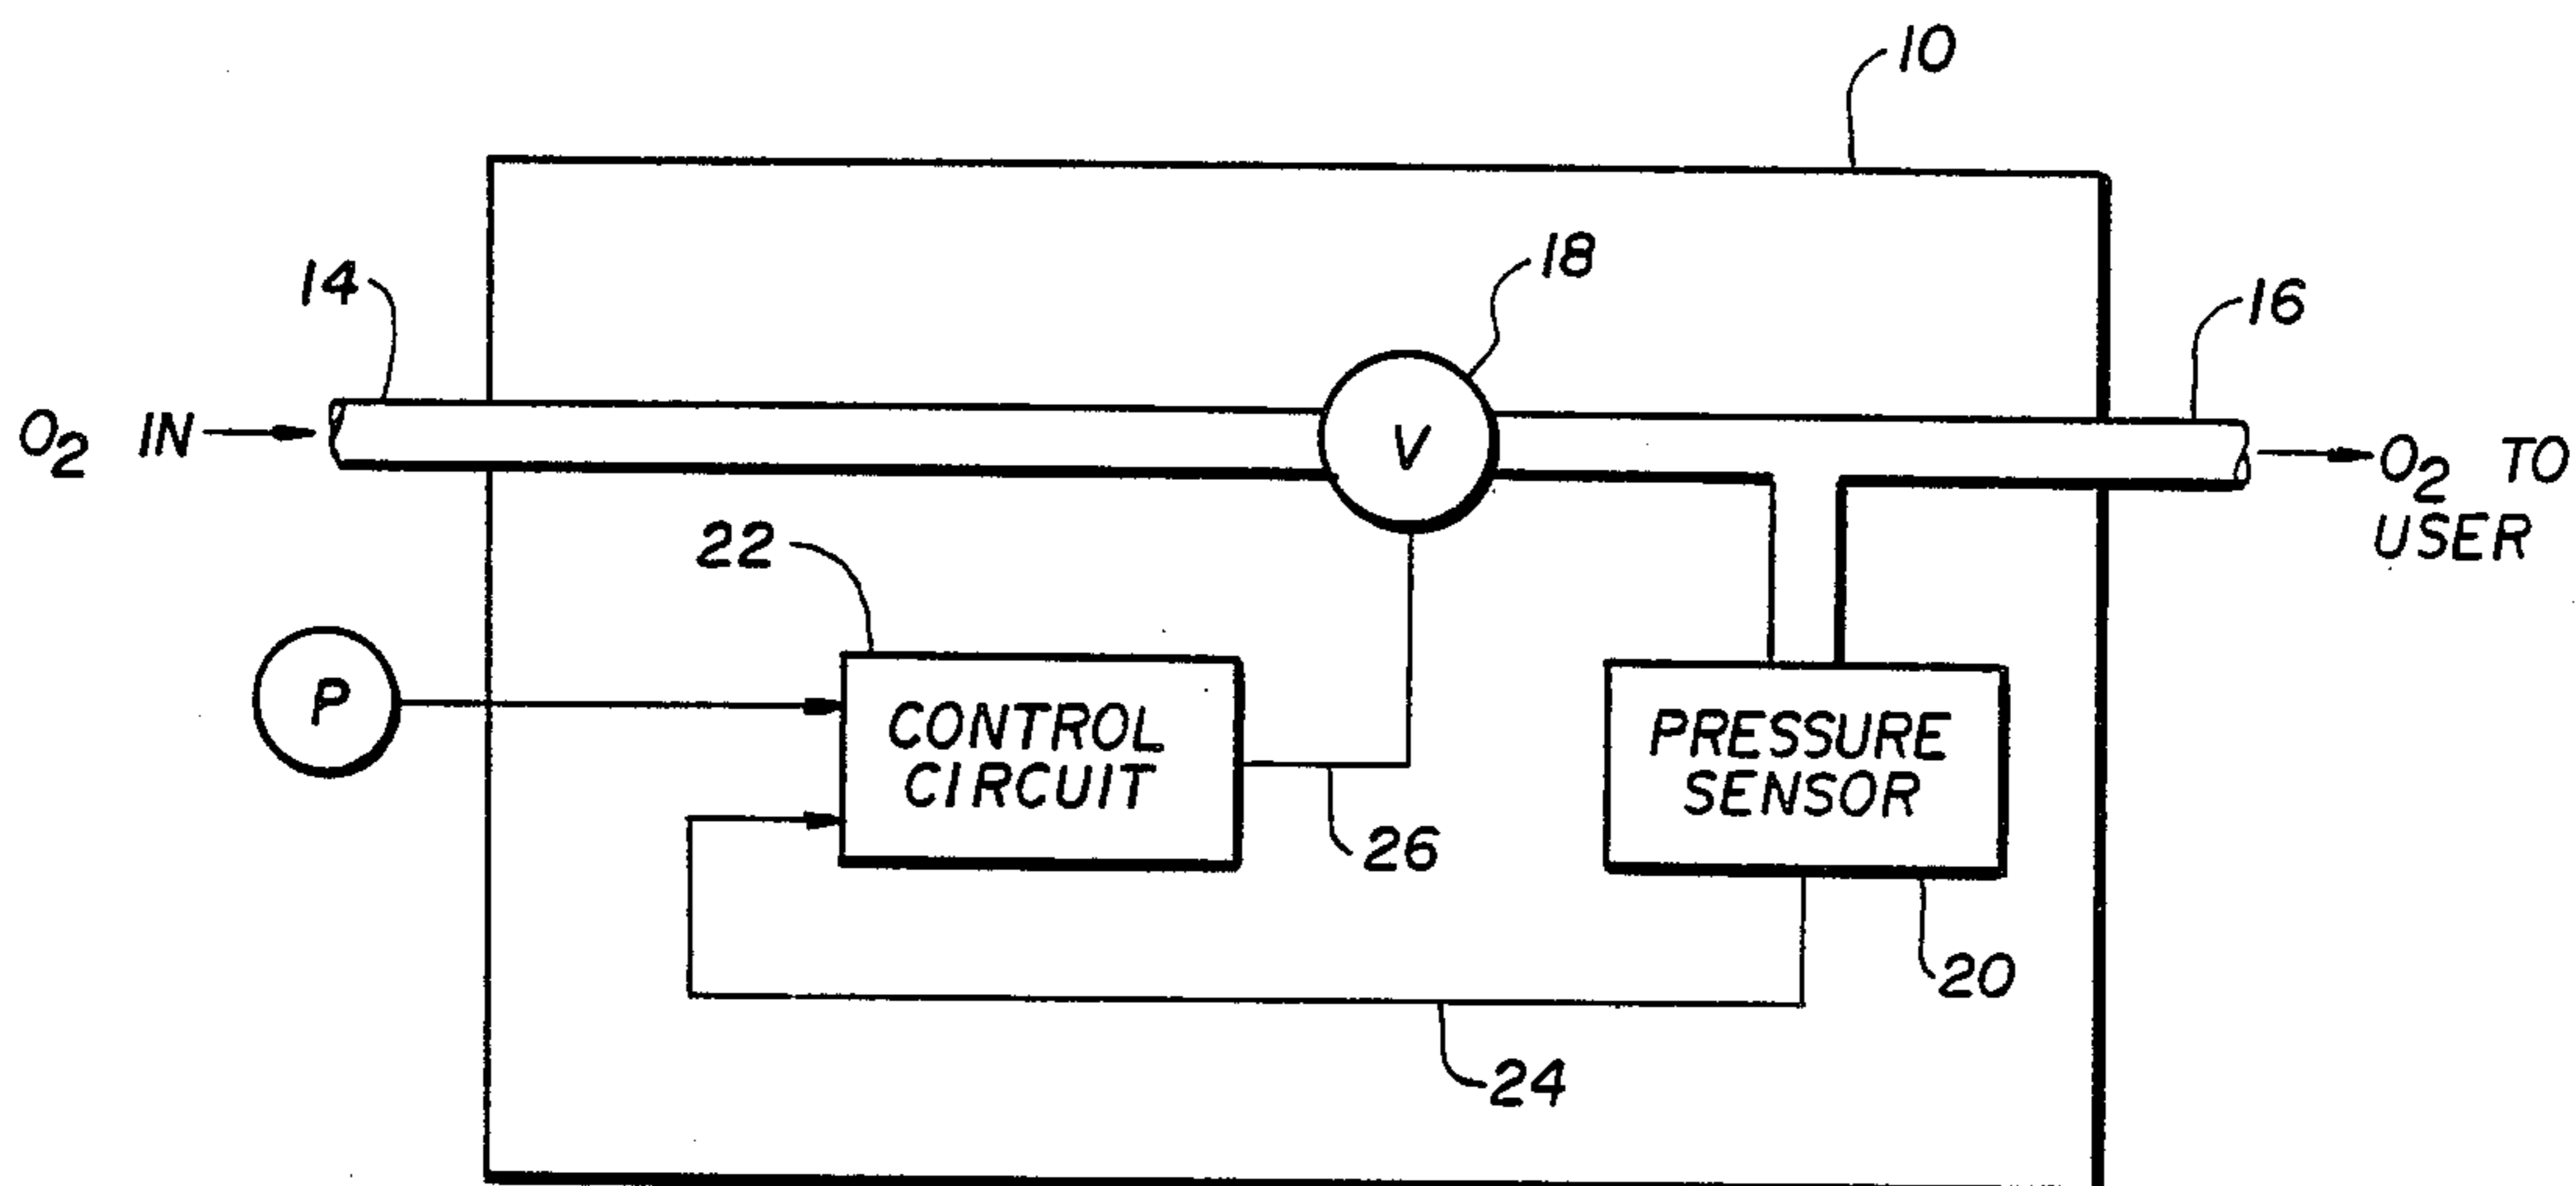 10
18
14
16
O2 IN
V
O2 TO
USER
22
P
CONTROL
CIRCUIT
PRESSURE
SENSOR
26
20
24